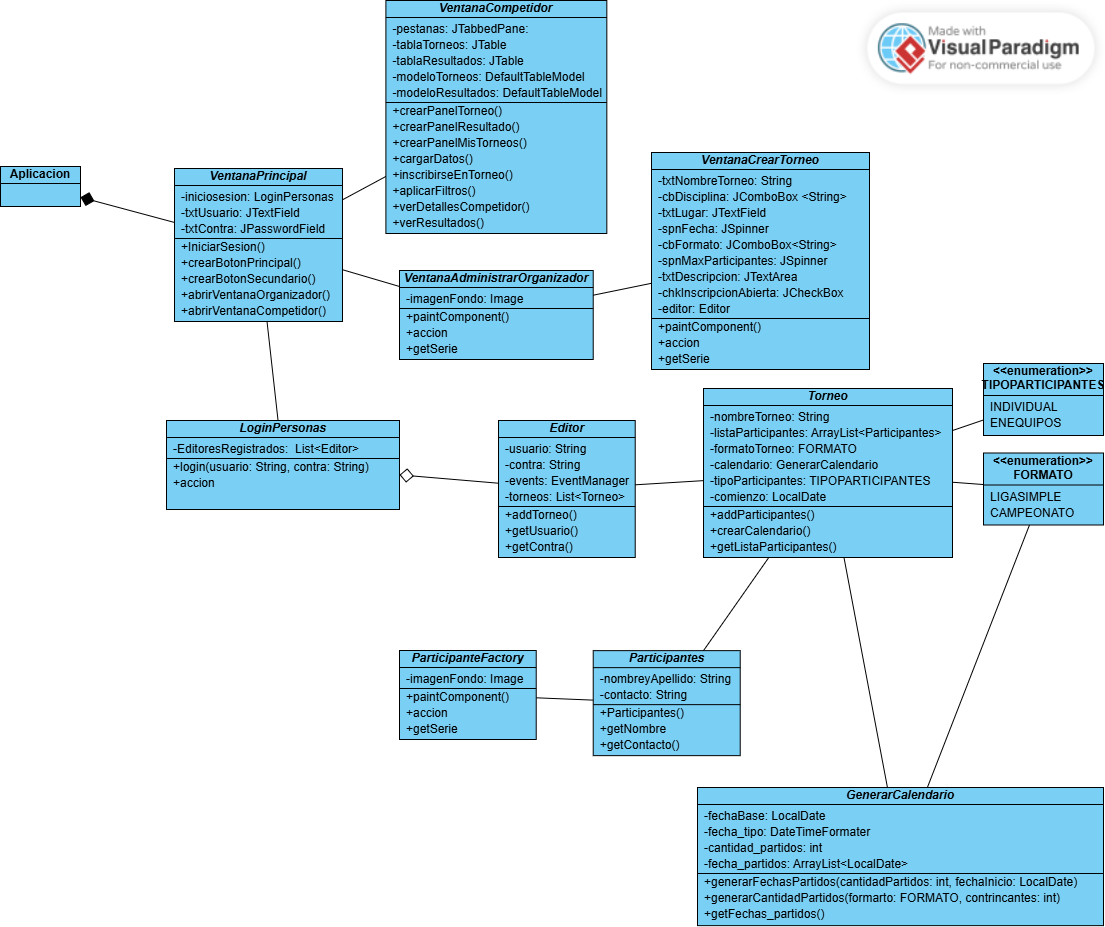 VentanaCompetidor
-pestanas: JTabbedPane:
-tablaTorneos: JTable
-tablaResultados: JTable
-modeloTorneos: DefaultTableModel
-modeloResultados: DefaultTableModel
+crearPanelTorneo()
+crearPanelResultado()
+crearPanelMisTorneos()
+cargarDatos()
+inscribirseEnTorneo()
+aplicarFiltros()
+verDetallesCompetidor()
+verResultados()
Made with
Visual Paradigm
For non-commercial use
Aplicacion
VentanaPrincipal
-iniciosesion: LoginPersonas
-txtUsuario: JTextField
-txtContra: JPasswordField
+IniciarSesion()
+crearBotonPrincipal()
+crearBotonSecundario()
+abrirVentanaOrganizador()
+abrirVentanaCompetidor()
VentanaCrearTorneo
-txtNombreTorneo: String
-cbDisciplina: JComboBox <String>
-txtLugar: JTextField
-spnFecha: JSpinner
-cbFormato: JComboBox<String>
-spnMaxParticipantes: JSpinner
-txtDescripcion: JTextArea
-chkInscripcionAbierta: JCheckBox
-editor: Editor
+paintComponent()
+accion
+getSerie
VentanaAdministrarOrganizador
-imagenFondo: Image
+paintComponent()
+accion
+getSerie
<<enumeration>>
TIPOPARTICIPANTES
INDIVIDUAL
ENEQUIPOS
Torneo
-nombreTorneo: String
-listaParticipantes: ArrayList<Participantes>
-formatoTorneo: FORMATO
-calendario: GenerarCalendario
-tipoParticipantes: TIPOPARTICIPANTES
-comienzo: LocalDate
+addParticipantes()
+crearCalendario()
+getListaParticipantes()
<<enumeration>>
FORMATO
LIGASIMPLE
CAMPEONATO
LoginPersonas
-EditoresRegistrados:  List<Editor>
+login(usuario: String, contra: String)
+accion
Editor
-usuario: String
-contra: String
-events: EventManager
-torneos: List<Torneo>
+addTorneo()
+getUsuario()
+getContra()
ParticipanteFactory
-imagenFondo: Image
+paintComponent()
+accion
+getSerie
Participantes
-nombreyApellido: String
-contacto: String
+Participantes()
+getNombre
+getContacto()
GenerarCalendario
-fechaBase: LocalDate
-fecha_tipo: DateTimeFormater
-cantidad_partidos: int
-fecha_partidos: ArrayList<LocalDate>
+generarFechasPartidos(cantidadPartidos: int, fechaInicio: LocalDate)
+generarCantidadPartidos(formarto: FORMATO, contrincantes: int)
+getFechas_partidos()